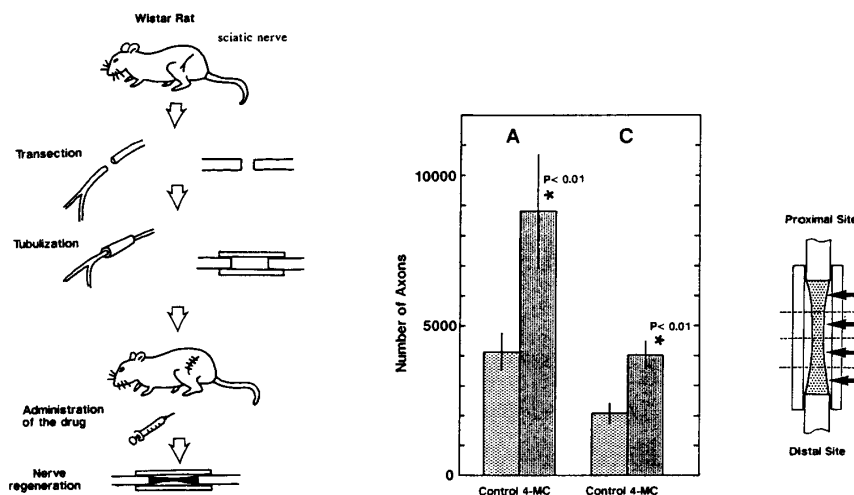 Wistar Rat
sciatic nerve
Transection
Tubulization
Administration
of the drug
Nerve
regeneration
A C
10000
5000
0
Number of Axons
P< 0.01
*
P< 0.01
*
Control 4-MC Control 4-MC
Proximal Site
Distal Site